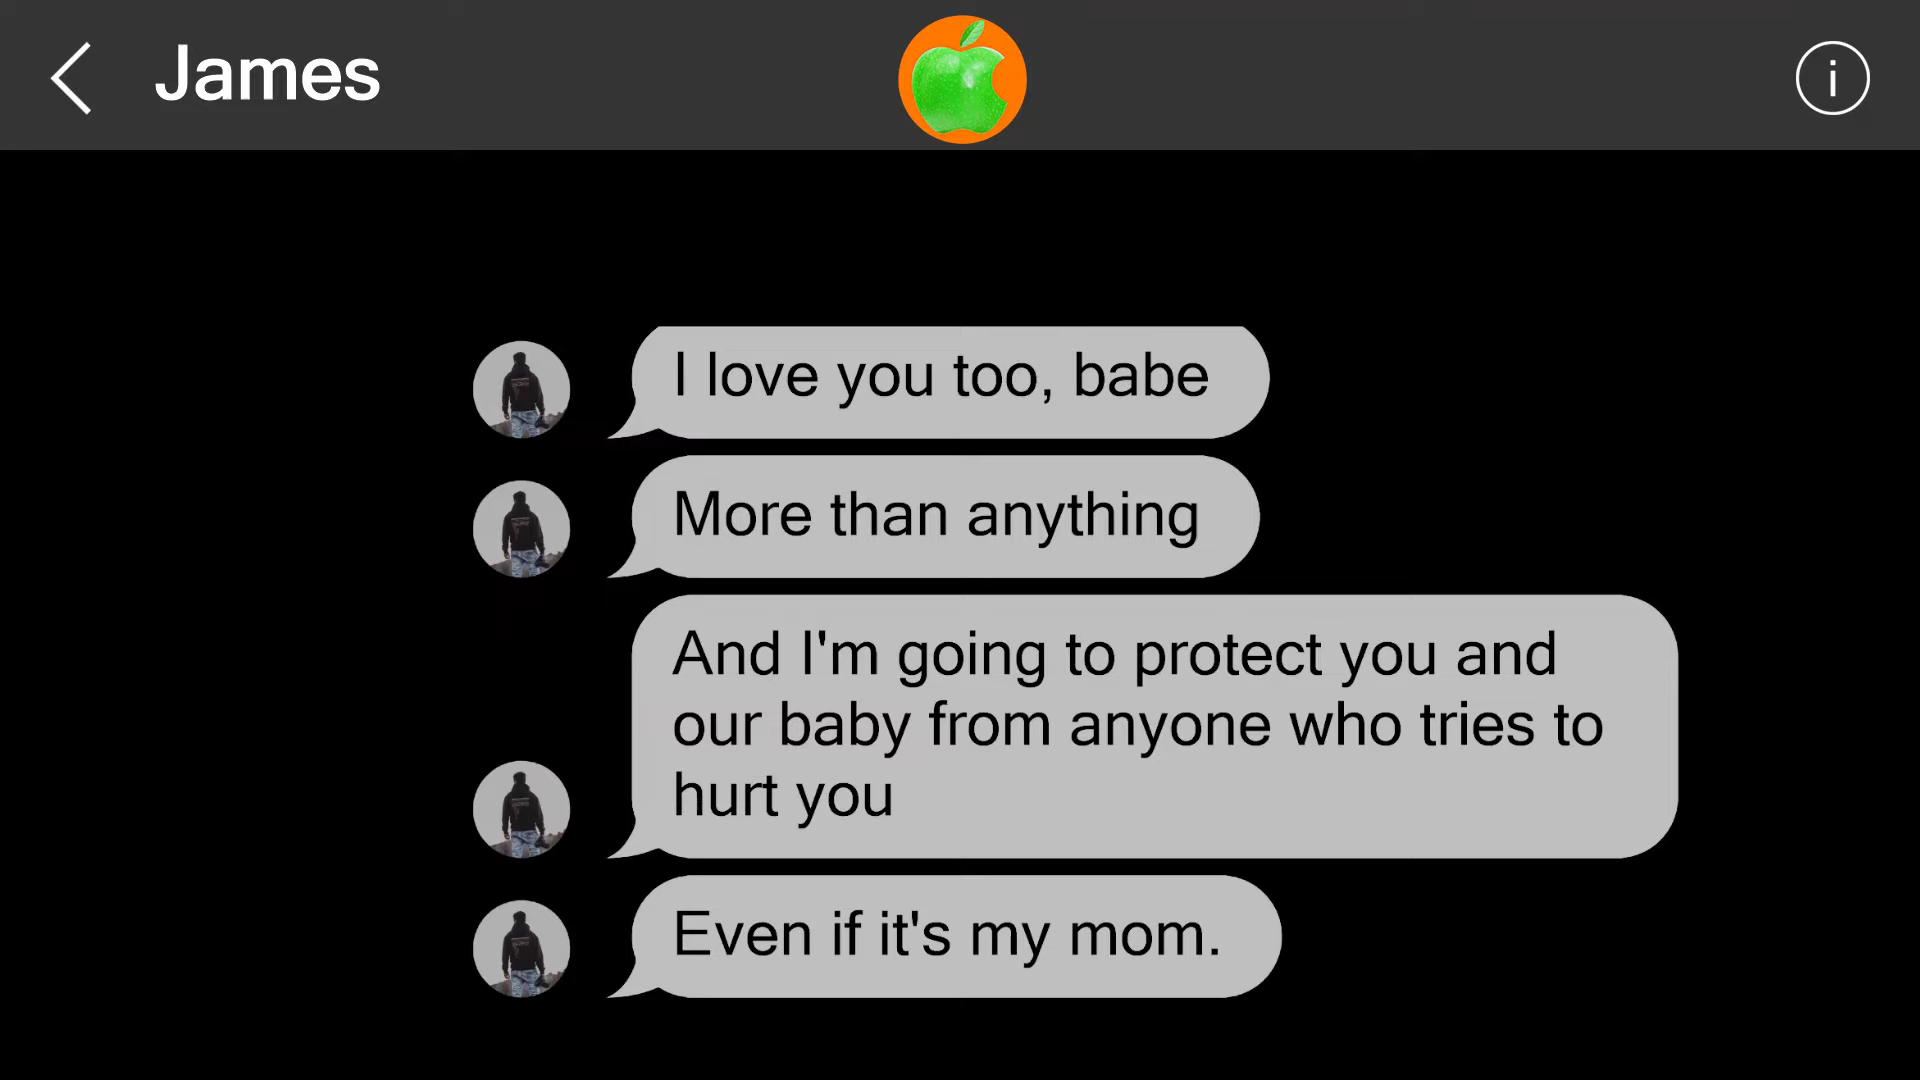 James
I love you too, babe
More than anything
And I'm going to protect you and
our baby from anyone who tries to
hurt you
Even if it's my mom.